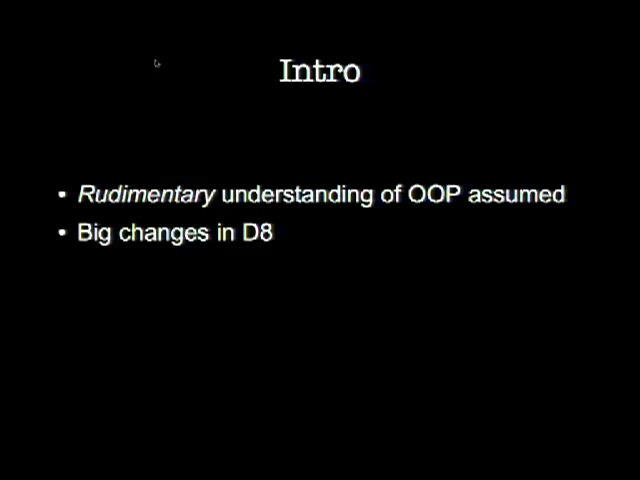 Intro
• Rudimentary understanding of OOP assumed
• Big changes in D8